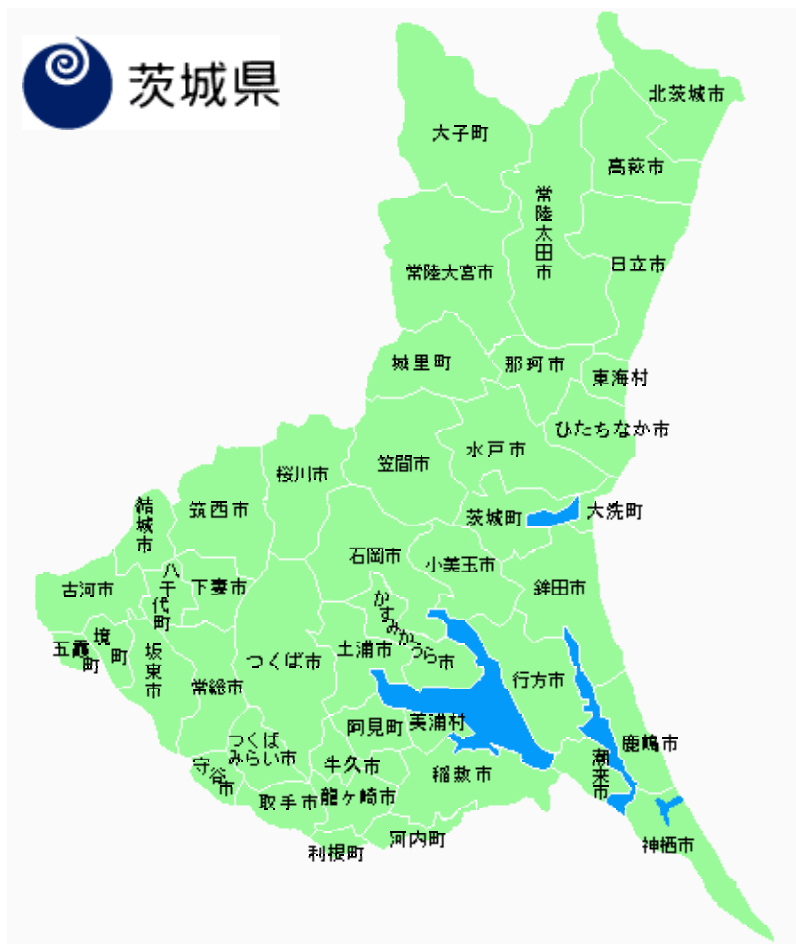 茨城県
北茨城市
大子町
高萩市
常陸太田市
日立市
常陸大宮市
城里町
那珂市
東海村
ひたちなか市
水戸市
笠間市
桜川市
筑西市
結城市
茨城町
大洗町
石岡市
小美玉市
鉾田市
古河市
八千代町
下妻市
かすみがうら市
五霞町
境町
坂東市
常総市
つくば市
土浦市
行方市
阿見町
美浦村
つくば
みらい市
牛久市
稲敷市
潮来市
鹿嶋市
守谷市
取手市
龍ヶ崎市
河内町
利根町
神栖市